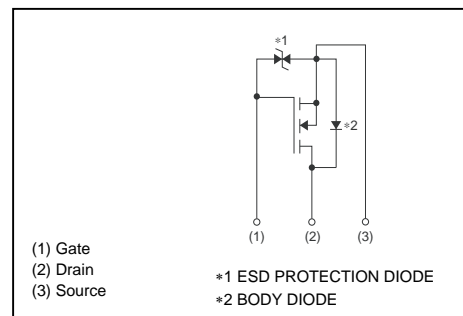 ∗1
∗2
(1) (2) (3)
(1) Gate
(2) Drain
(3) Source
∗1 ESD PROTECTION DIODE
∗2 BODY DIODE